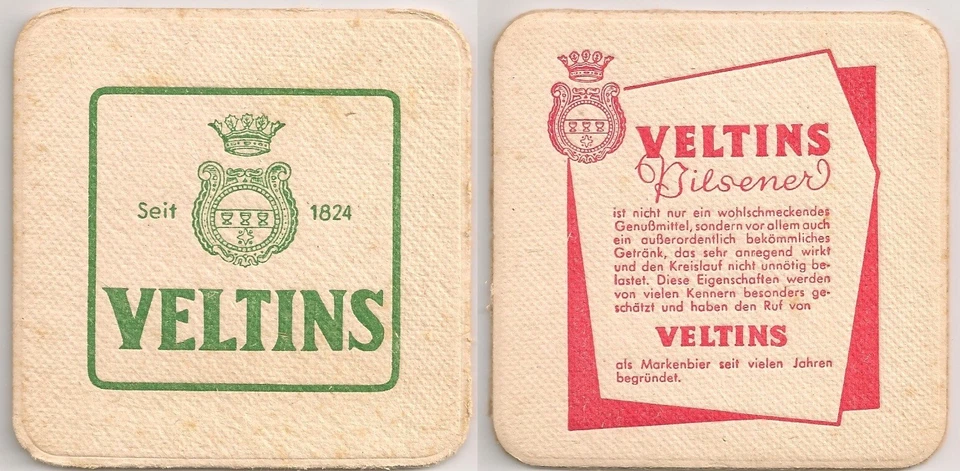 Seit 1824
VELTINS
VELTINS
Pilsener
ist nicht nur ein wohlschmeckendes
Genußmittel, sondern vor allem auch
ein außerordentlich bekömmliches
Getränk, das sehr anregend wirkt
und den Kreislauf nicht unnötig be-
lastet. Diese Eigenschaften werden
von vielen Kennern besonders ge-
schätzt und haben den Ruf von
VELTINS
als Markenbier seit vielen Jahren
begründet.